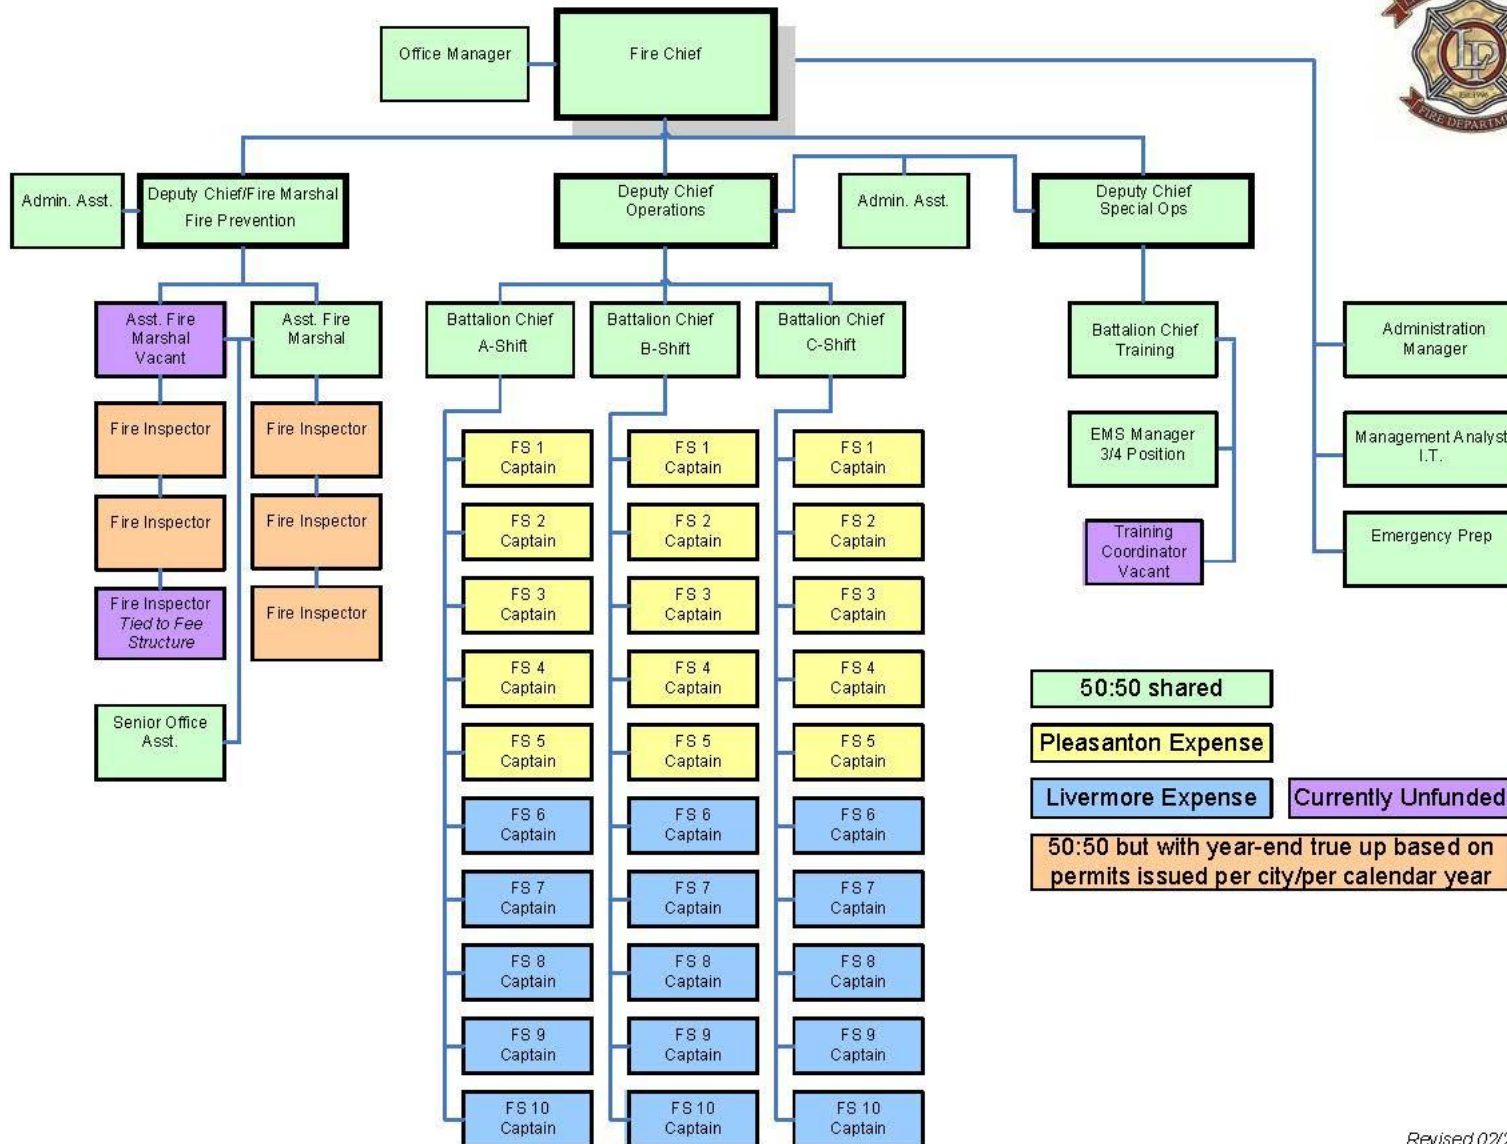 Office Manager
Fire Chief
FIRE
Admin. Asst.
Deputy Chief/Fire Marshal
Fire Prevention
Deputy Chief
Operations
Admin. Asst.
Deputy Chief
Special Ops
Asst. Fire
Marshal
Vacant
Asst. Fire
Marshal
Battalion Chief
A-Shift
Battalion Chief
B-Shift
Battalion Chief
C-Shift
Battalion Chief
Training
Administration
Manager
Fire Inspector
Fire Inspector
FS 1
Captain
FS 1
Captain
FS 1
Captain
EMS Manager
3/4 Position
Management Analyst
I.T.
Fire Inspector
Fire Inspector
FS 2
Captain
FS 2
Captain
FS 2
Captain
Training
Coordinator
Vacant
Emergency Prep
Fire Inspector
Tied to Fee
Structure
Fire Inspector
FS 3
Captain
FS 3
Captain
FS 3
Captain
FS 4
Captain
FS 4
Captain
FS 4
Captain
Senior Office
Asst.
FS 5
Captain
FS 5
Captain
FS 5
Captain
FS 6
Captain
FS 6
Captain
FS 6
Captain
FS 7
Captain
FS 7
Captain
FS 7
Captain
FS 8
Captain
FS 8
Captain
FS 8
Captain
FS 9
Captain
FS 9
Captain
FS 9
Captain
FS 10
Captain
FS 10
Captain
FS 10
Captain
50:50 shared
Pleasanton Expense
Livermore Expense
Currently Unfunded
50:50 but with year-end true up based on
permits issued per city/per calendar year
Revised 02/